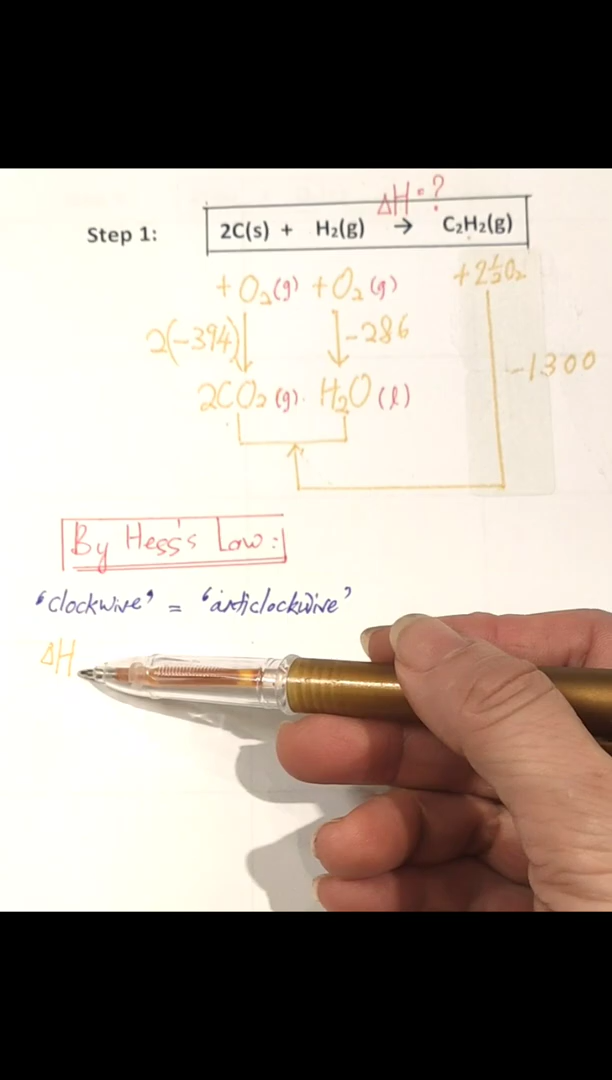 ΔH = ?
Step 1: 2C(s) + H₂(g) → C₂H₂(g)
+ O₂(g) + O₂(g) + 2½O₂
2(-394) -286 -1300
2CO₂(g) H₂O(l)
By Hess's Law:
'clockwise' = 'anticlockwise'
ΔH